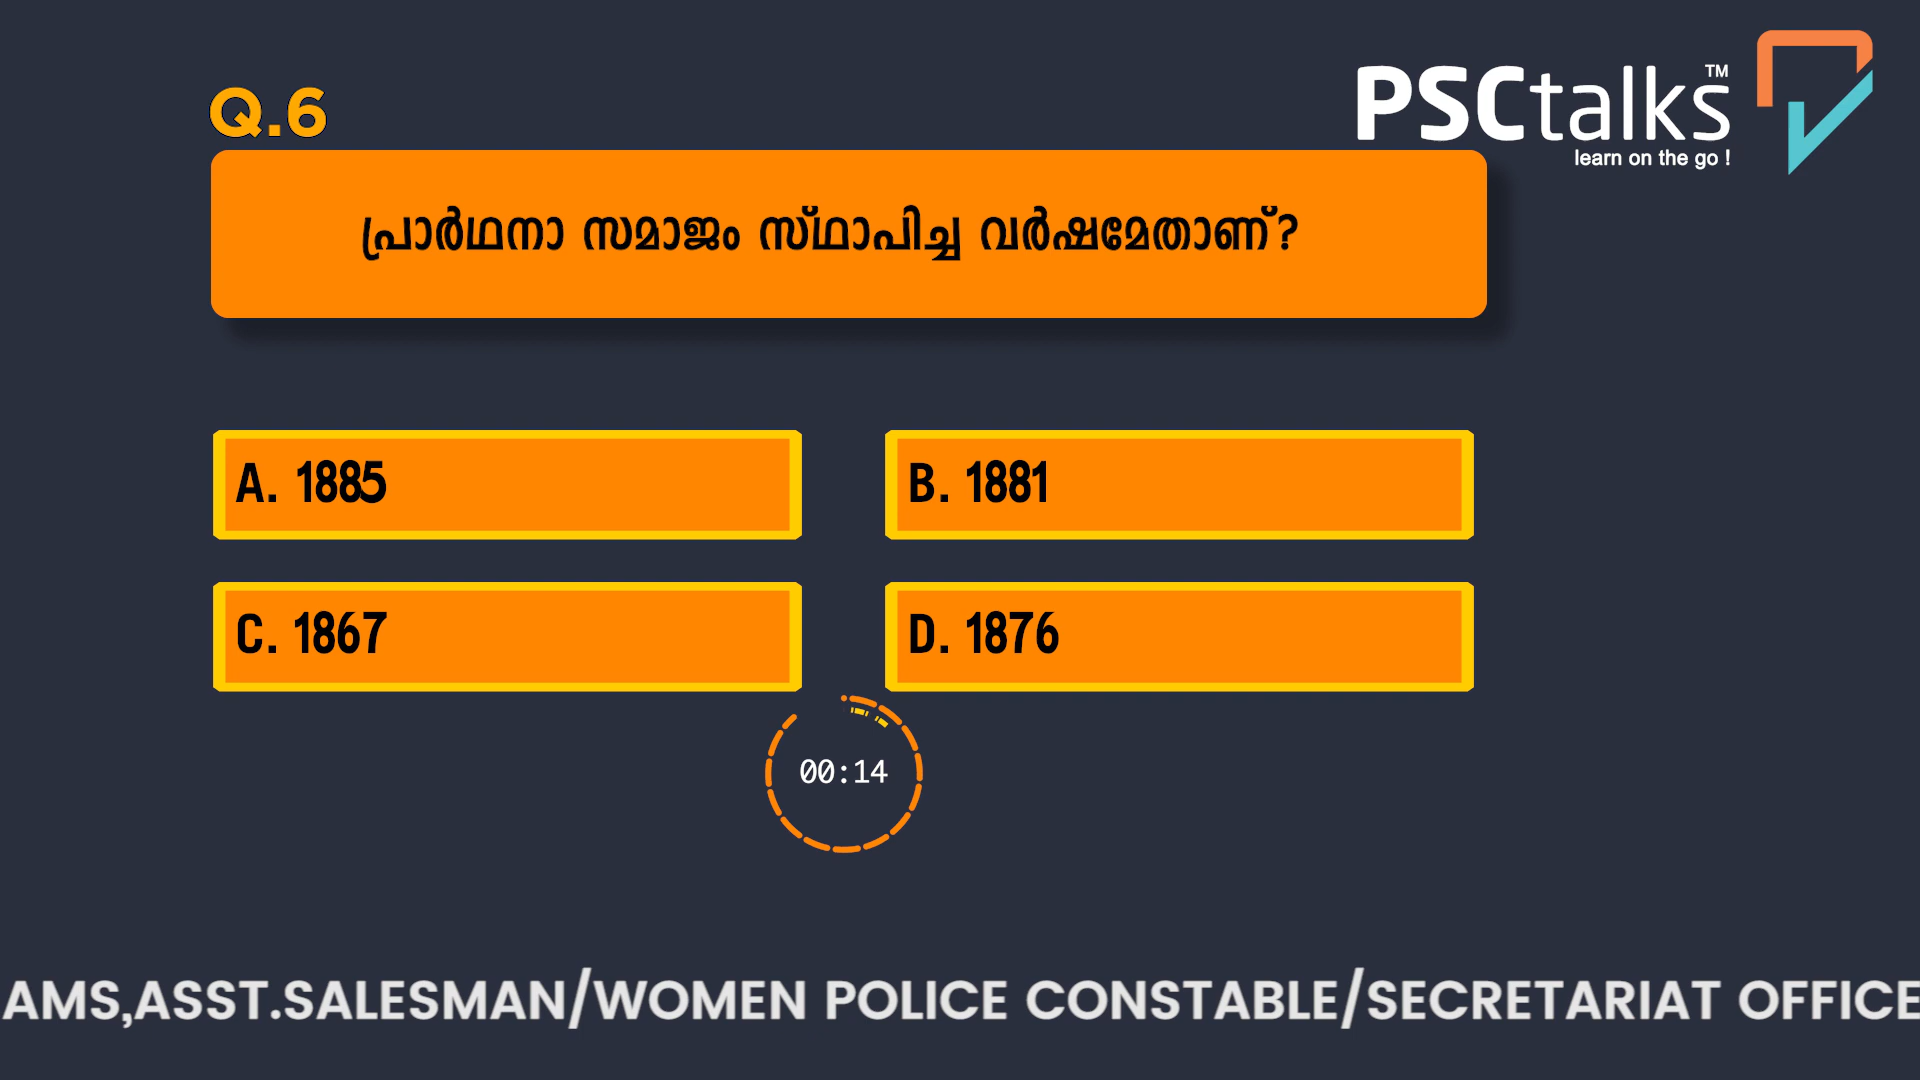 PSCtalks™
learn on the go !
Q.6
പ്രാർഥനാ സമാജം സ്ഥാപിച്ച വർഷമേതാണ്?
A. 1885
B. 1881
C. 1867
D. 1876
00:14
AMS,ASST.SALESMAN/WOMEN POLICE CONSTABLE/SECRETARIAT OFFICE